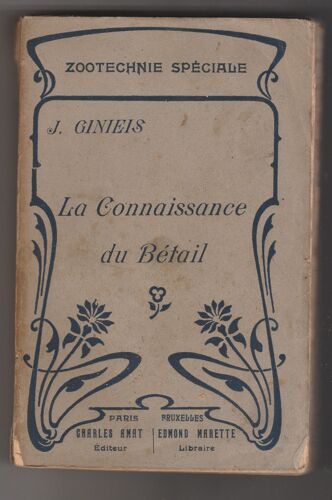 ZOOTECHNIE SPÉCIALE
J. GINIEIS
La Connaissance
du Bétail
PARIS BRUXELLES
CHARLES AMAT EDMOND MARETTE
Éditeur Libraire